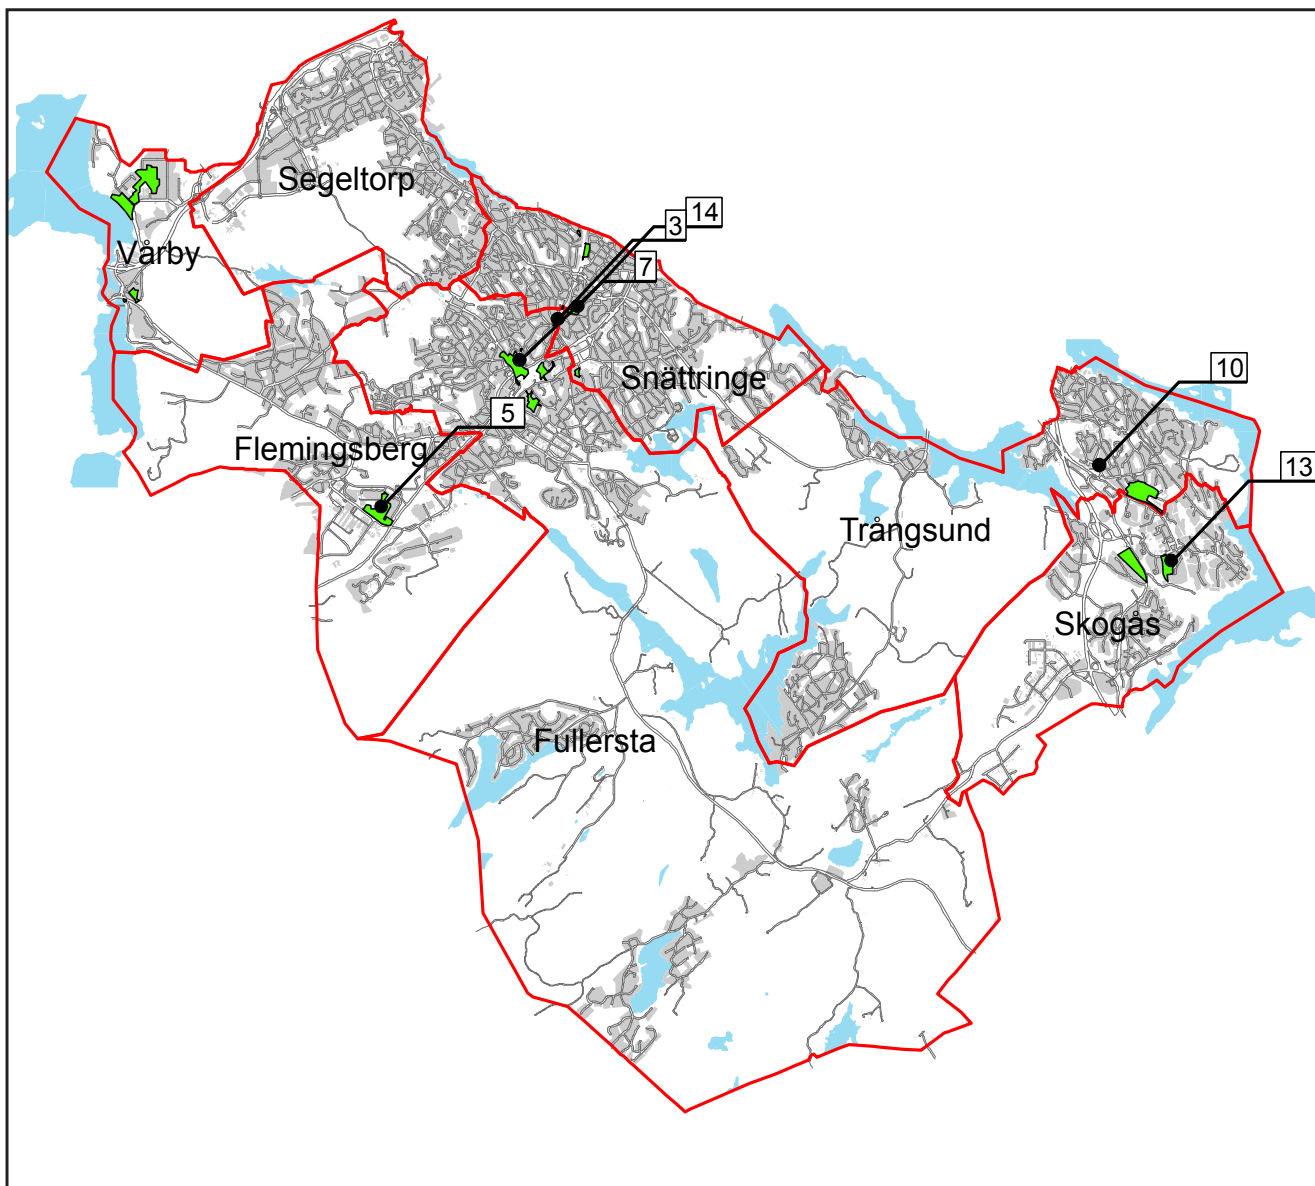 Segeltorp
14
3
Vårby
7
Snättringe
10
5
Flemingsberg
13
Trångsund
Skogås
Fullersta